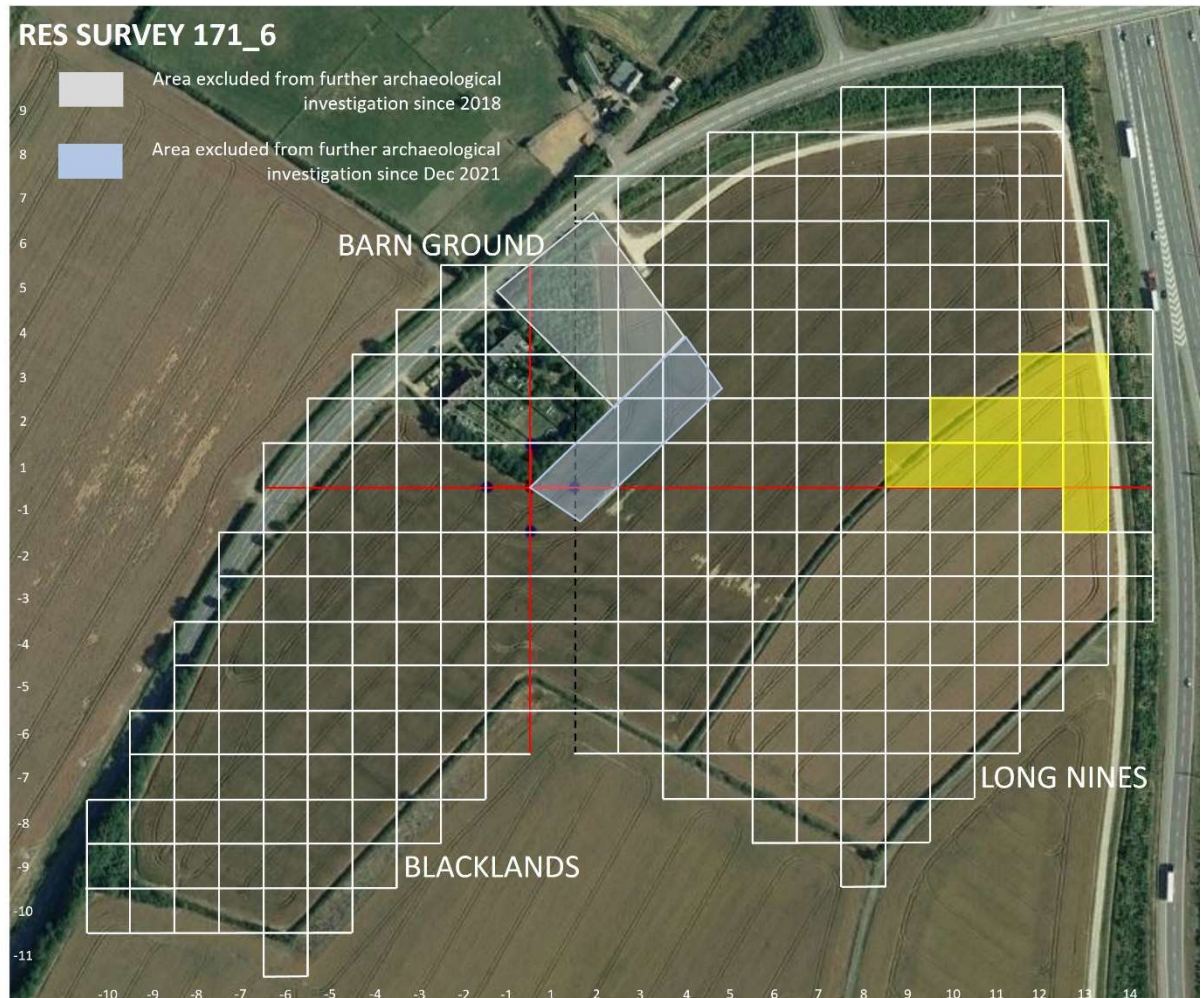 RES SURVEY 171_6
Area excluded from further archaeological
investigation since 2018
Area excluded from further archaeological
investigation since Dec 2021
BARN GROUND
LONG NINES
BLACKLANDS
9
8
7
6
5
4
3
2
1
-1
-2
-3
-4
-5
-6
-7
-8
-9
-10
-11
-10 -9 -8 -7 -6 -5 -4 -3 -2 -1 1 2 3 4 5 6 7 8 9 10 11 12 13 14